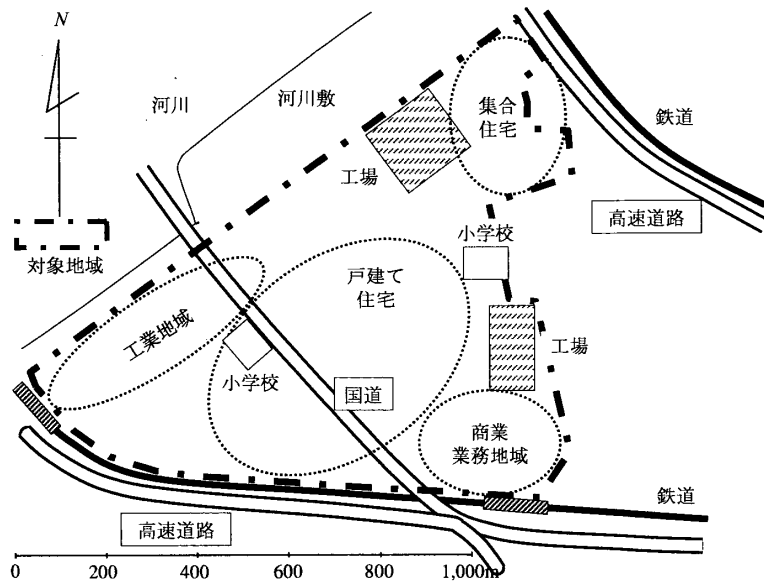 N
河川
河川敷
集合
住宅
鉄道
工場
高速道路
対象地域
小学校
戸建て
住宅
工業地域
工場
小学校
国道
商業
業務地域
鉄道
高速道路
0
200
400
600
800
1,000m